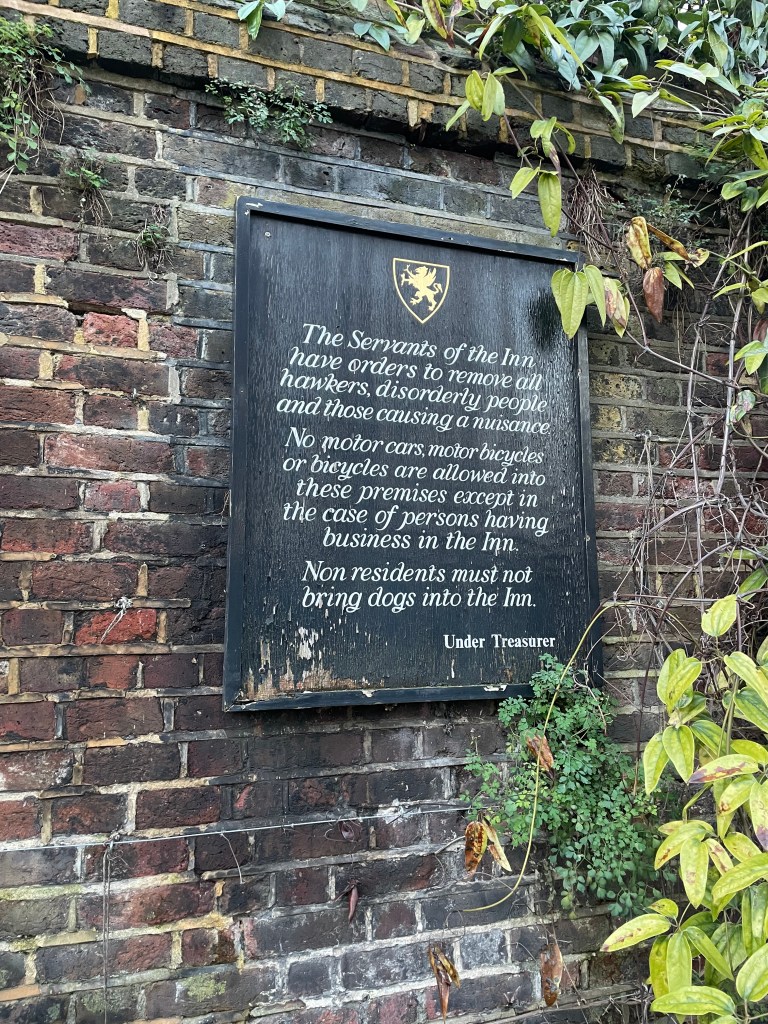 The Servants of the Inn
have orders to remove all
hawkers, disorderly people
and those causing a nuisance.
No motor cars, motor bicycles
or bicycles are allowed into
these premises except in
the case of persons having
business in the Inn.
Non residents must not
bring dogs into the Inn.
Under Treasurer